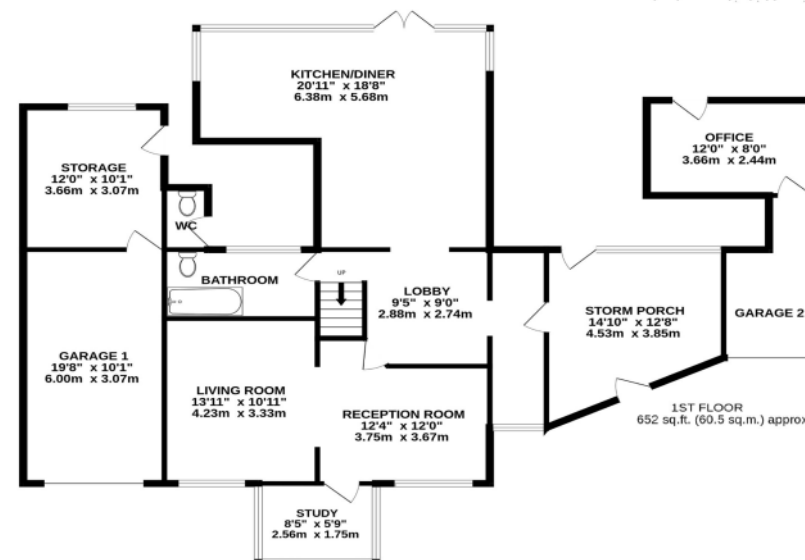 KITCHEN/DINER
20'11" x 18'8"
6.38m x 5.68m
OFFICE
12'0" x 8'0"
3.66m x 2.44m
STORAGE
12'0" x 10'1"
3.66m x 3.07m
WC
BATHROOM
UP
LOBBY
9'5" x 9'0"
2.88m x 2.74m
STORM PORCH
14'10" x 12'8"
4.53m x 3.85m
GARAGE 2
GARAGE 1
19'8" x 10'1"
6.00m x 3.07m
LIVING ROOM
13'11" x 10'11"
4.23m x 3.33m
RECEPTION ROOM
12'4" x 12'0"
3.75m x 3.67m
1ST FLOOR
652 sq.ft. (60.5 sq.m.) approx
STUDY
8'5" x 5'9"
2.56m x 1.75m